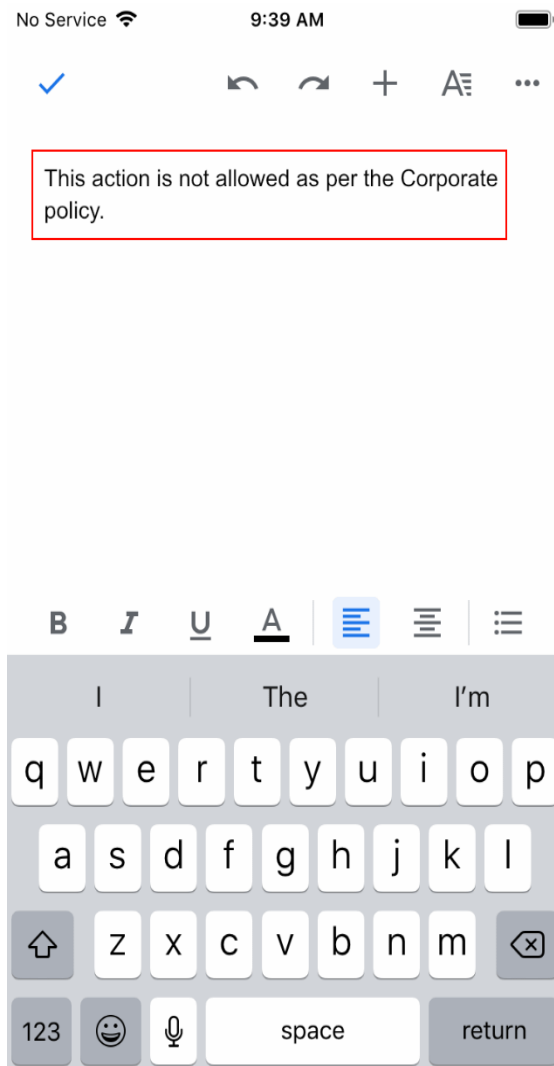 No Service 9:39 AM
This action is not allowed as per the Corporate
policy.
B I U A
I The I'm
q w e r t y u i o p
a s d f g h j k l
z x c v b n m
123 space return